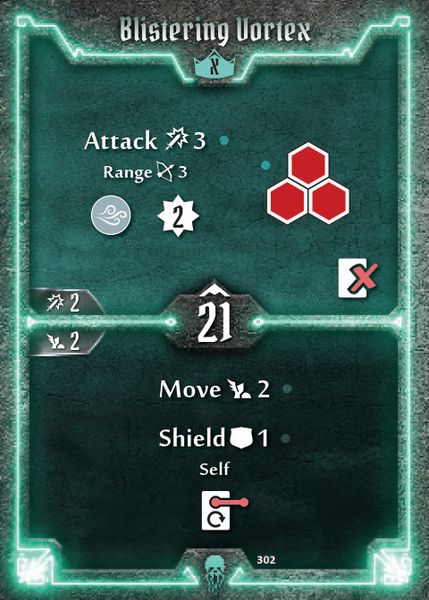 Blistering Vortex
X
Attack 3
Range 3
2
2
21
2
Move 2
Shield 1
Self
302